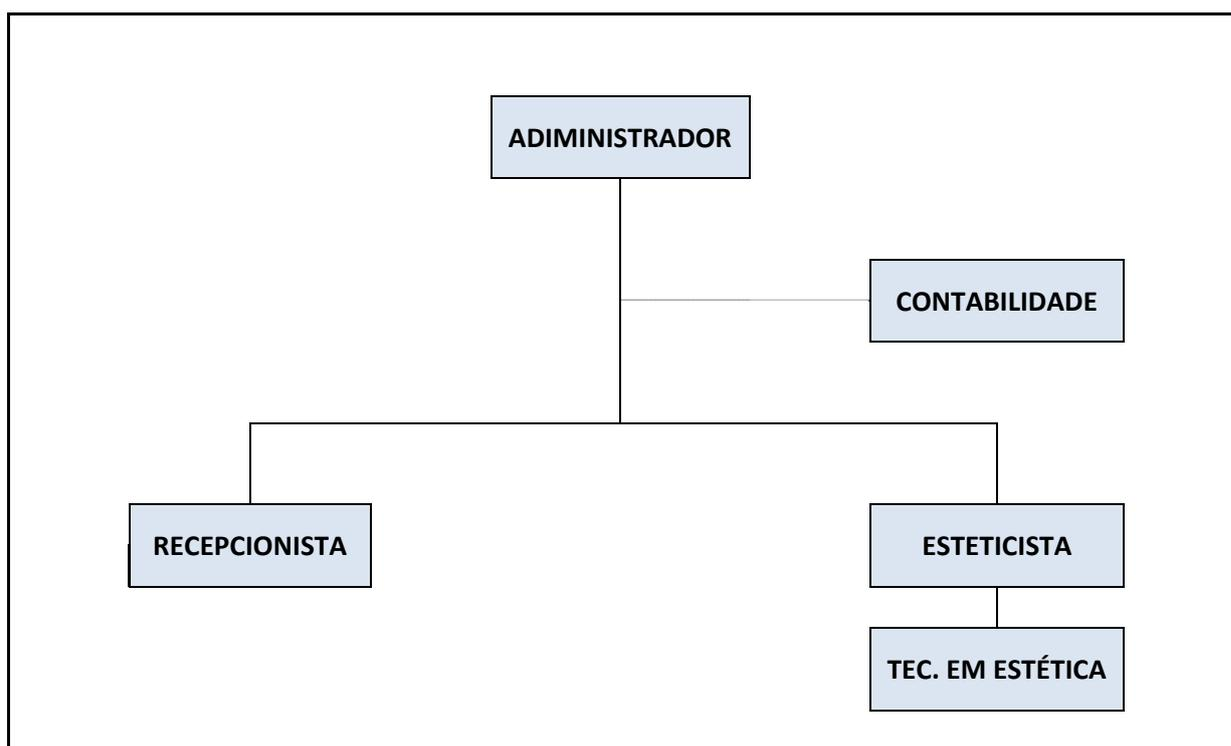 ADIMINISTRADOR
CONTABILIDADE
RECEPCIONISTA
ESTETICISTA
TEC. EM ESTÉTICA